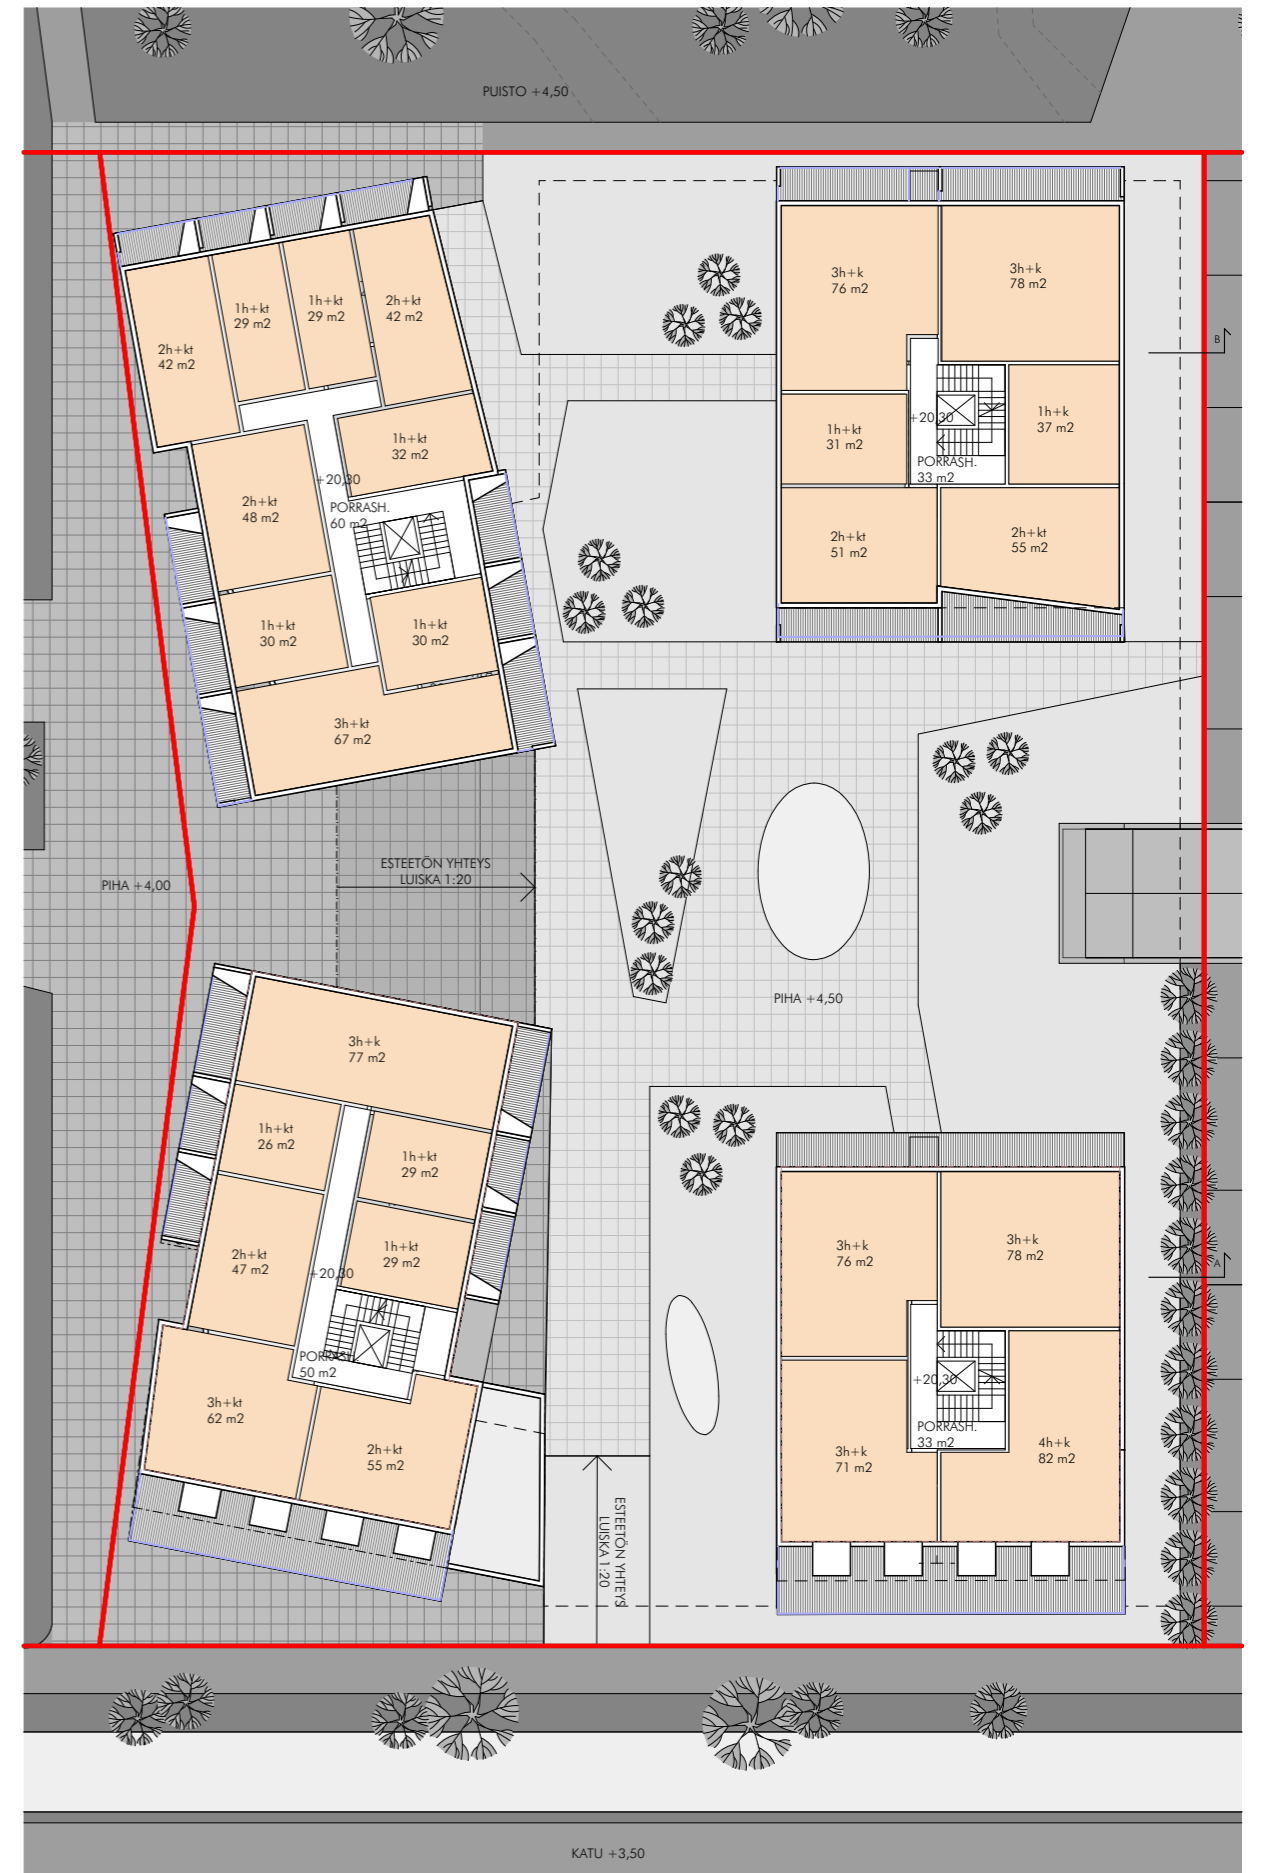 PUISTO +4,50
2h+kt
42 m2
1h+kt
29 m2
1h+kt
29 m2
2h+kt
42 m2
1h+kt
32 m2
+20,30
PORRASH.
60 m2
2h+kt
48 m2
1h+kt
30 m2
1h+kt
30 m2
3h+kt
67 m2
3h+k
76 m2
3h+k
78 m2
B
+20,30
1h+kt
31 m2
1h+k
37 m2
PORRASH.
33 m2
2h+kt
51 m2
2h+kt
55 m2
PIHA +4,00
ESTEETÖN YHTEYS
LUISKA 1:20
PIHA +4,50
3h+k
77 m2
1h+kt
26 m2
1h+kt
29 m2
2h+kt
47 m2
1h+kt
29 m2
+20,30
PORRASH.
50 m2
3h+kt
62 m2
2h+kt
55 m2
3h+k
76 m2
3h+k
78 m2
A
+20,30
PORRASH.
33 m2
3h+k
71 m2
4h+k
82 m2
ESTEETÖN YHTEYS
LUISKA 1:20
KATU +3,50